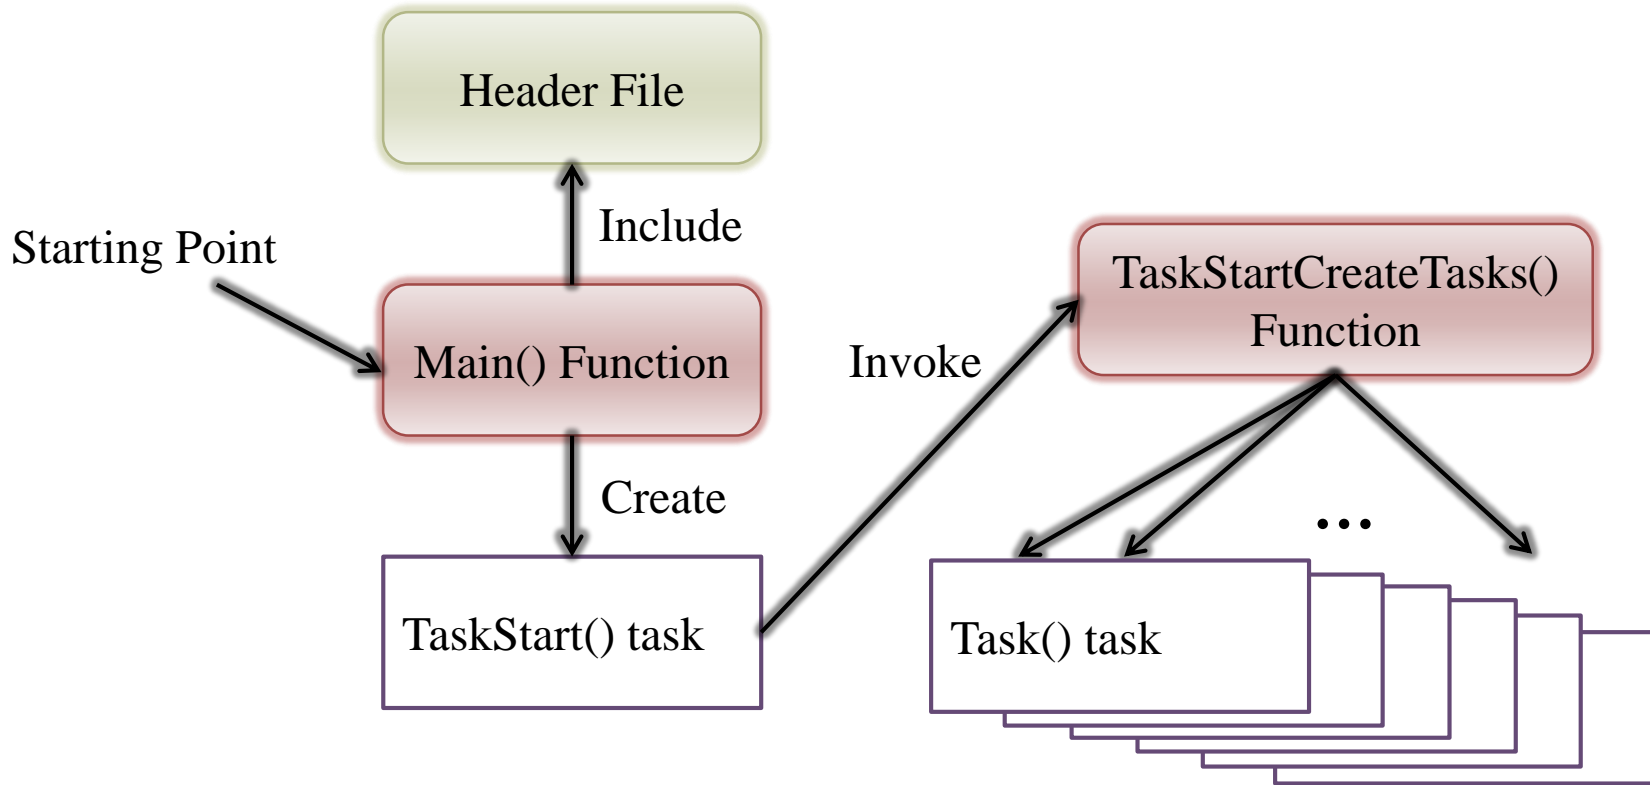 Header File
Include
Starting Point
Main() Function
Create
TaskStart() task
Invoke
TaskStartCreateTasks()
Function
...
Task() task